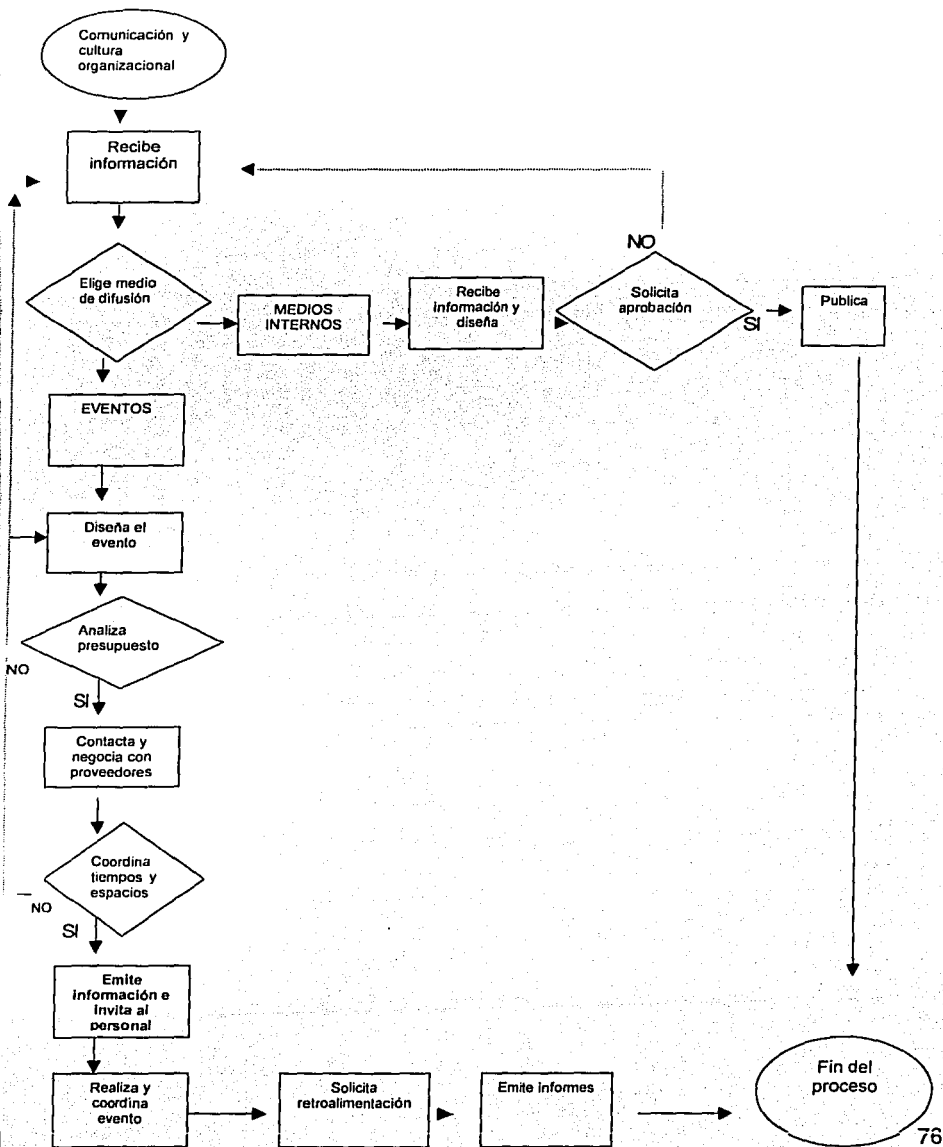 Comunicación y
cultura
organizacional
Recibe
información
NO
Elige medio
de difusión
MEDIOS
INTERNOS
Recibe
información y
diseña
Solicita
aprobación
SI
Publica
EVENTOS
Diseña el
evento
Analiza
presupuesto
NO
SI
Contacta y
negocia con
proveedores
Coordina
tiempos y
espacios
NO
SI
Emite
información e
invita al
personal
Realiza y
coordina
evento
Solicita
retroalimentación
Emite informes
Fin del
proceso
78